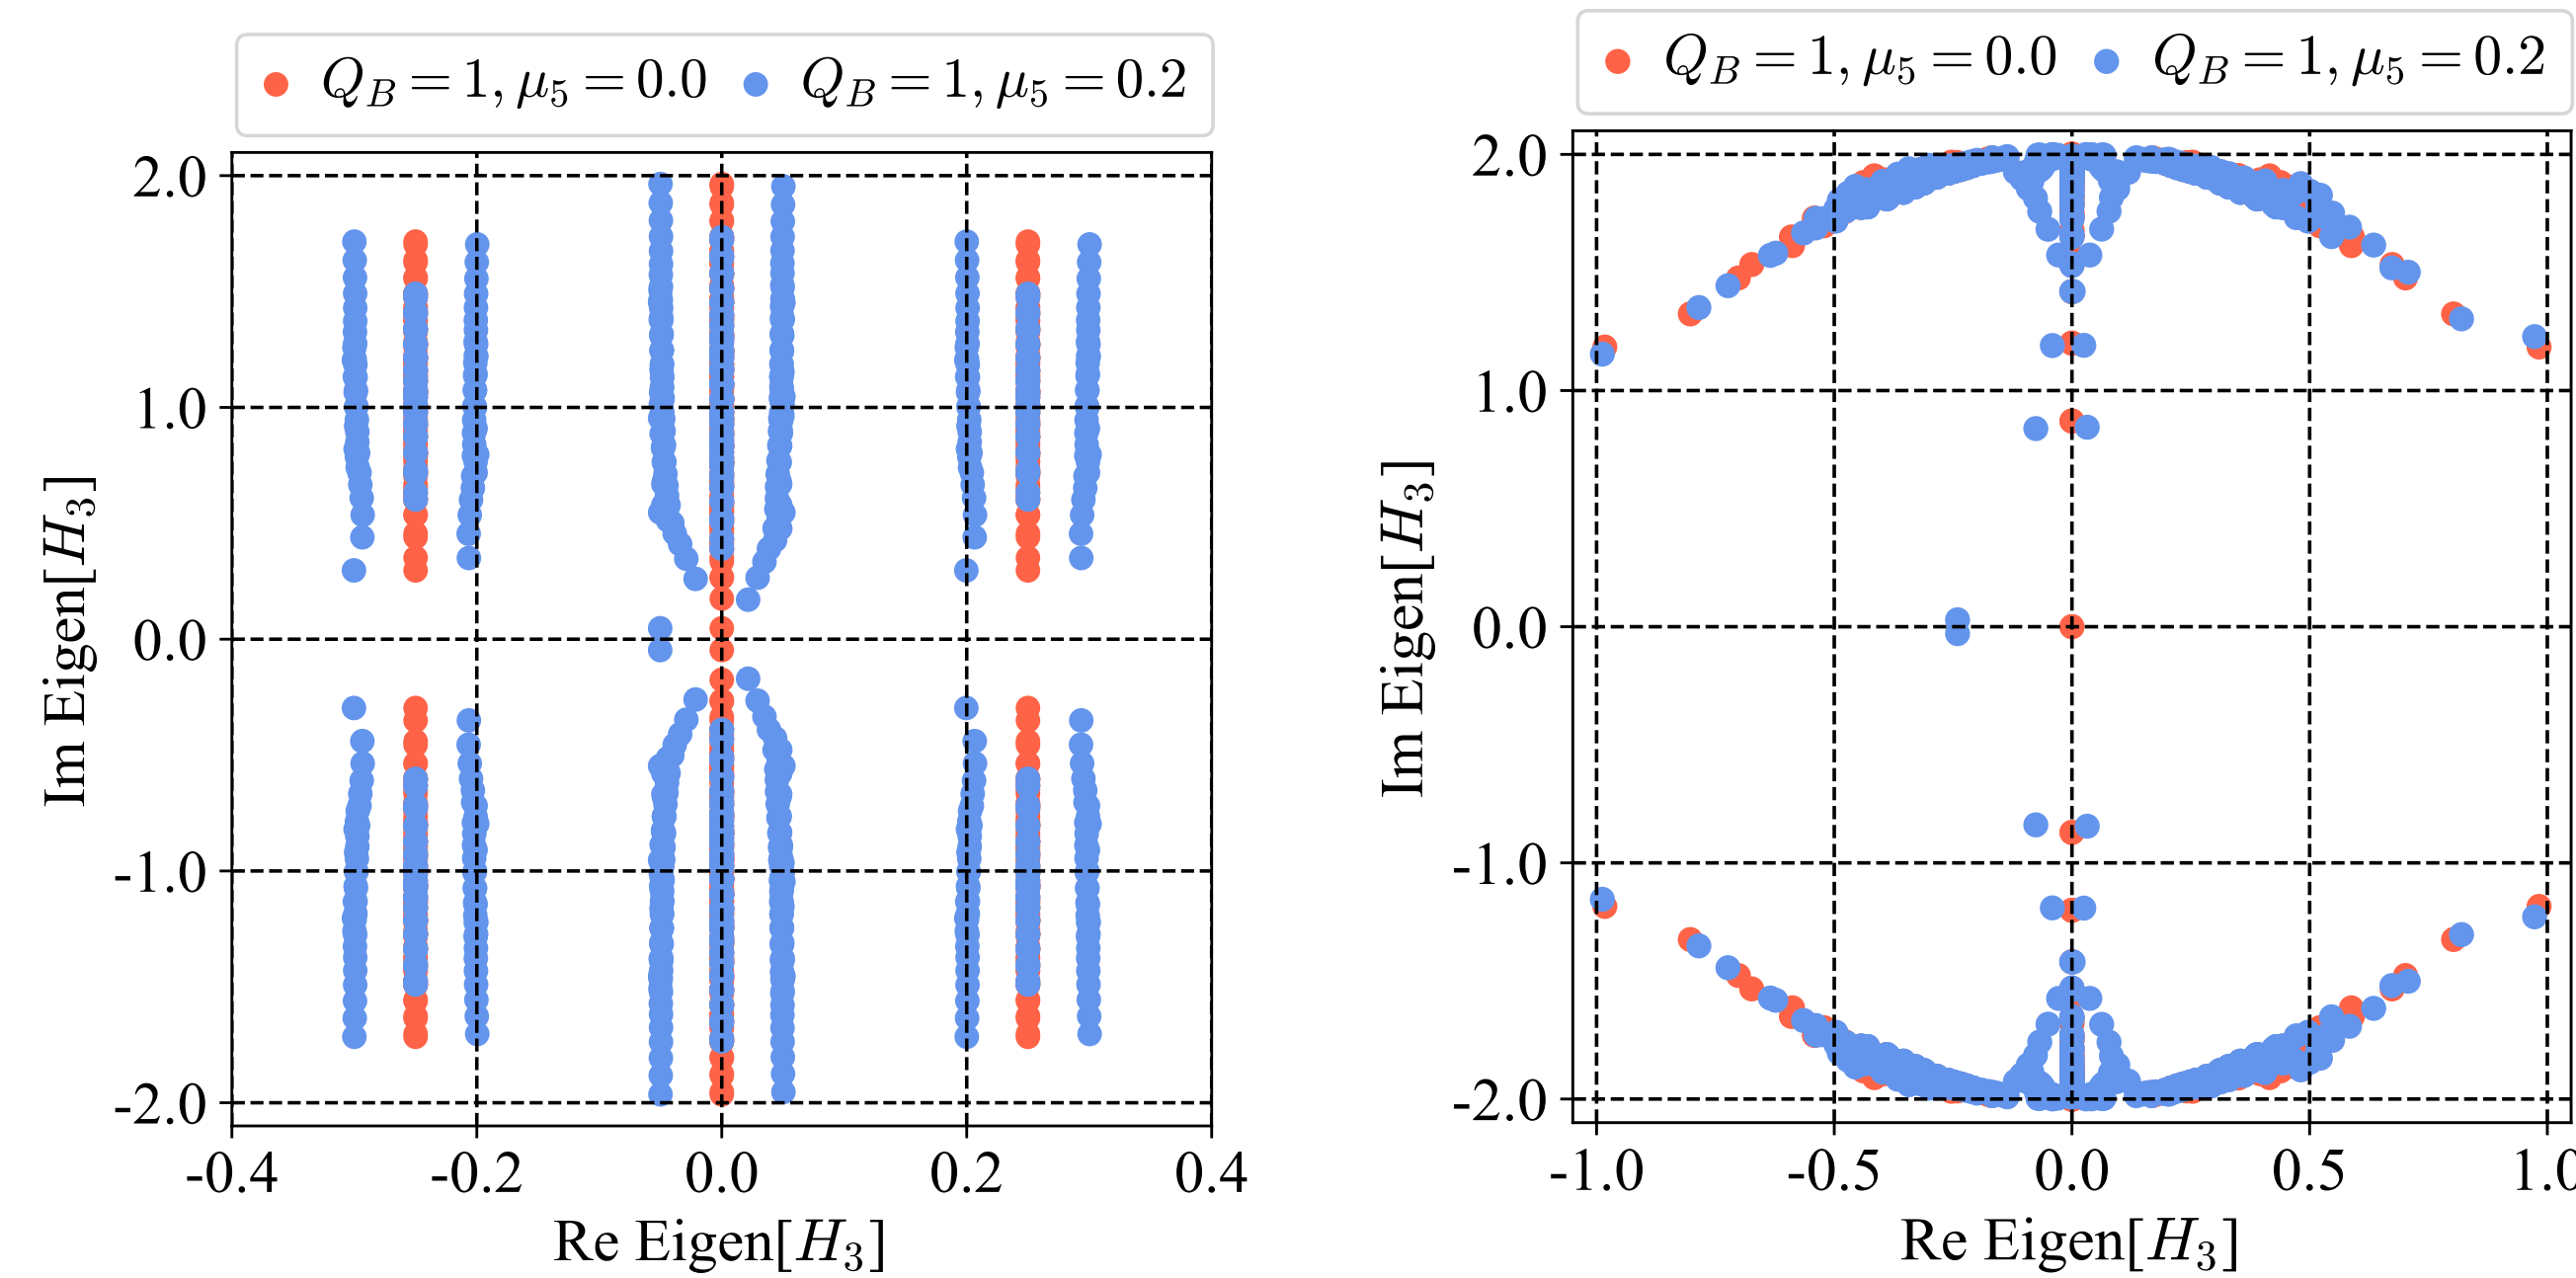 Q_B = 1, μ_5 = 0.0 Q_B = 1, μ_5 = 0.2
2.0
1.0
0.0
-1.0
-2.0
Im Eigen[H_3]
-0.4 -0.2 0.0 0.2 0.4
Re Eigen[H_3]
Q_B = 1, μ_5 = 0.0 Q_B = 1, μ_5 = 0.2
2.0
1.0
0.0
-1.0
-2.0
Im Eigen[H_3]
-1.0 -0.5 0.0 0.5 1.0
Re Eigen[H_3]